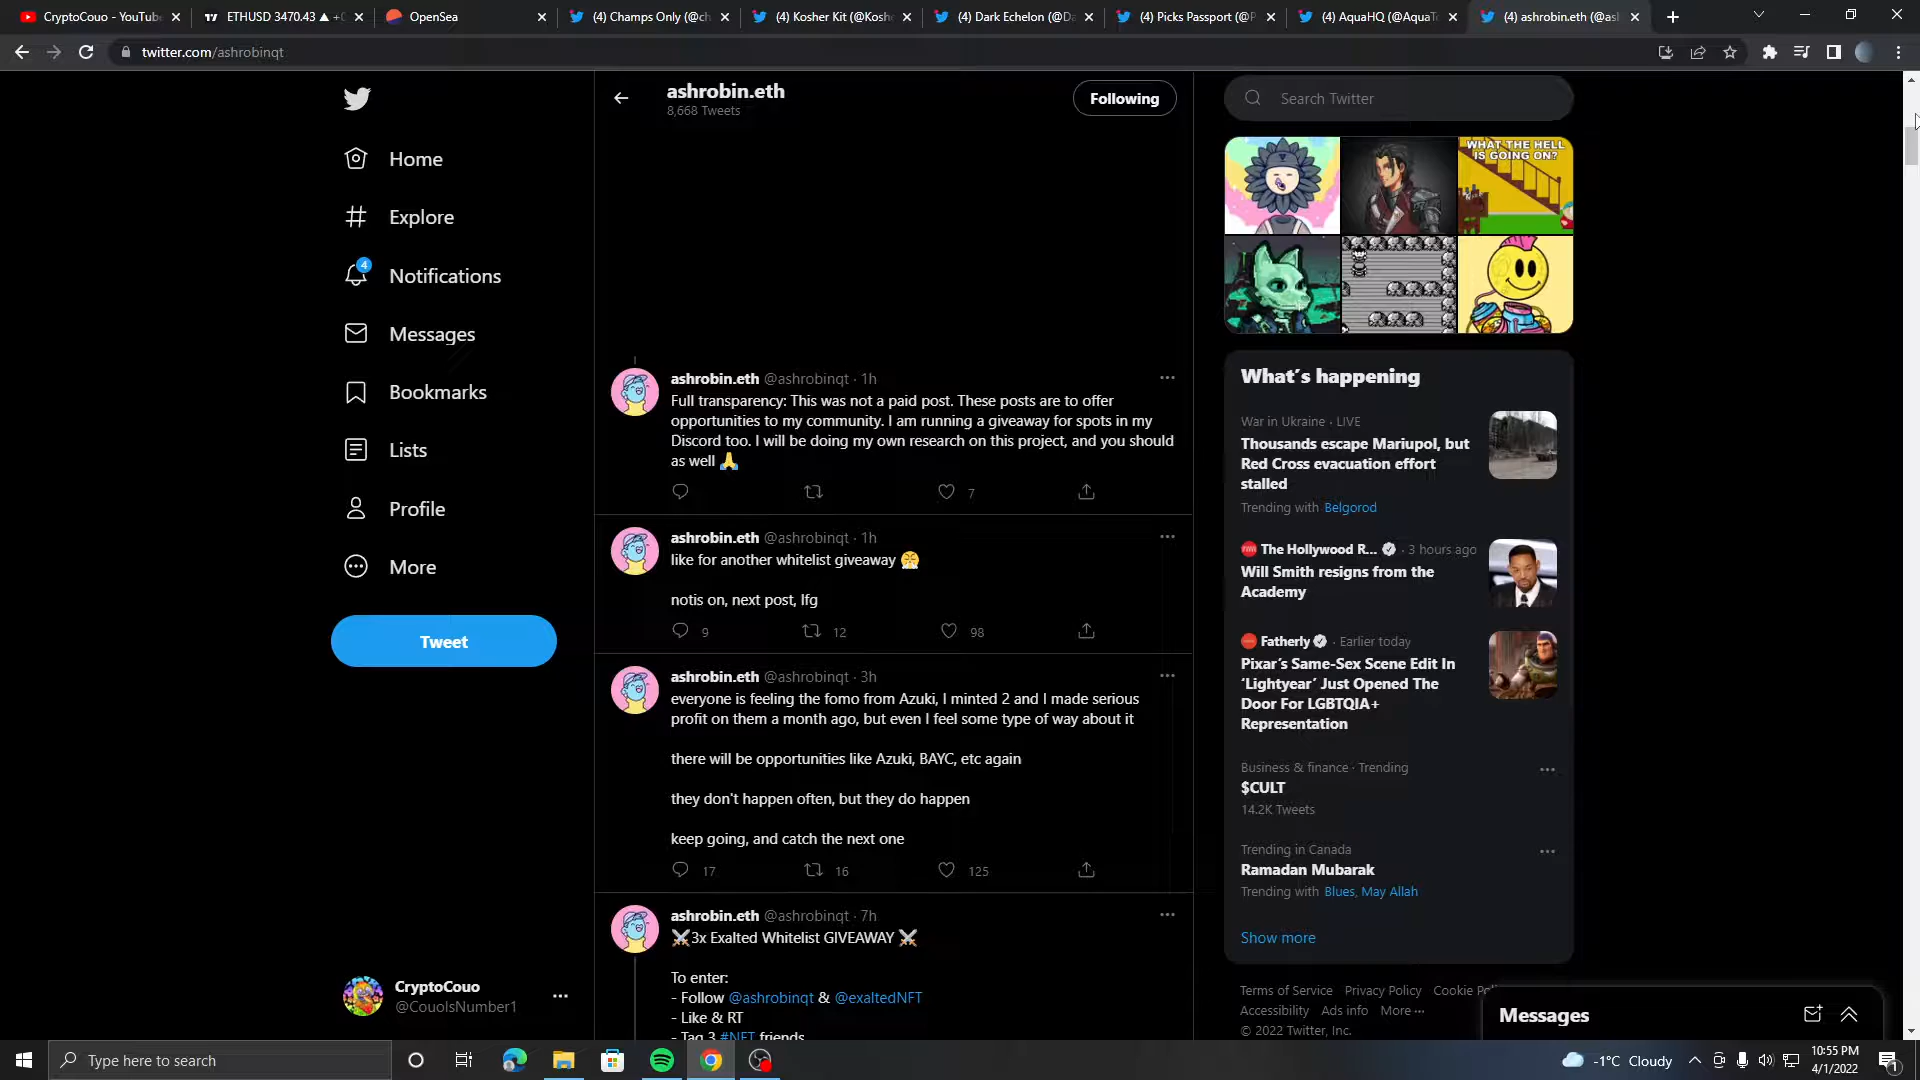 CryptoCouo - YouTub
ETHUSD 3470.43 ▲ +
OpenSea
(4) Champs Only (@ch
(4) Kosher Kit (@Koshe
(4) Dark Echelon (@Da
(4) Picks Passport (@P
(4) AquaHQ (@AquaT
(4) ashrobin.eth (@as
twitter.com/ashrobinqt
ashrobin.eth
8,668 Tweets
Following
Home
Explore
4
Notifications
Messages
Bookmarks
Lists
Profile
More
Tweet
CryptoCouo
@CouoIsNumber1
ashrobin.eth @ashrobinqt · 1h
Full transparency: This was not a paid post. These posts are to offer
opportunities to my community. I am running a giveaway for spots in my
Discord too. I will be doing my own research on this project, and you should
as well 🙏
7
ashrobin.eth @ashrobinqt · 1h
like for another whitelist giveaway 😤
notis on, next post, lfg
9 12 98
ashrobin.eth @ashrobinqt · 3h
everyone is feeling the fomo from Azuki, I minted 2 and I made serious
profit on them a month ago, but even I feel some type of way about it
there will be opportunities like Azuki, BAYC, etc again
they don't happen often, but they do happen
keep going, and catch the next one
17 16 125
ashrobin.eth @ashrobinqt · 7h
⚔️3x Exalted Whitelist GIVEAWAY ⚔️
To enter:
- Follow @ashrobinqt & @exaltedNFT
- Like & RT
- Tag 3 #NFT friends
Search Twitter
WHAT THE HELL
IS GOING ON?
What's happening
War in Ukraine · LIVE
Thousands escape Mariupol, but
Red Cross evacuation effort
stalled
Trending with Belgorod
The Hollywood R... · 3 hours ago
Will Smith resigns from the
Academy
Fatherly · Earlier today
Pixar's Same-Sex Scene Edit In
'Lightyear' Just Opened The
Door For LGBTQIA+
Representation
Business & finance · Trending
$CULT
14.2K Tweets
Trending in Canada
Ramadan Mubarak
Trending with Blues, May Allah
Show more
Terms of Service Privacy Policy Cookie
Accessibility Ads info More ···
© 2022 Twitter, Inc.
Messages
Type here to search
-1°C Cloudy
10:55 PM
4/1/2022
1